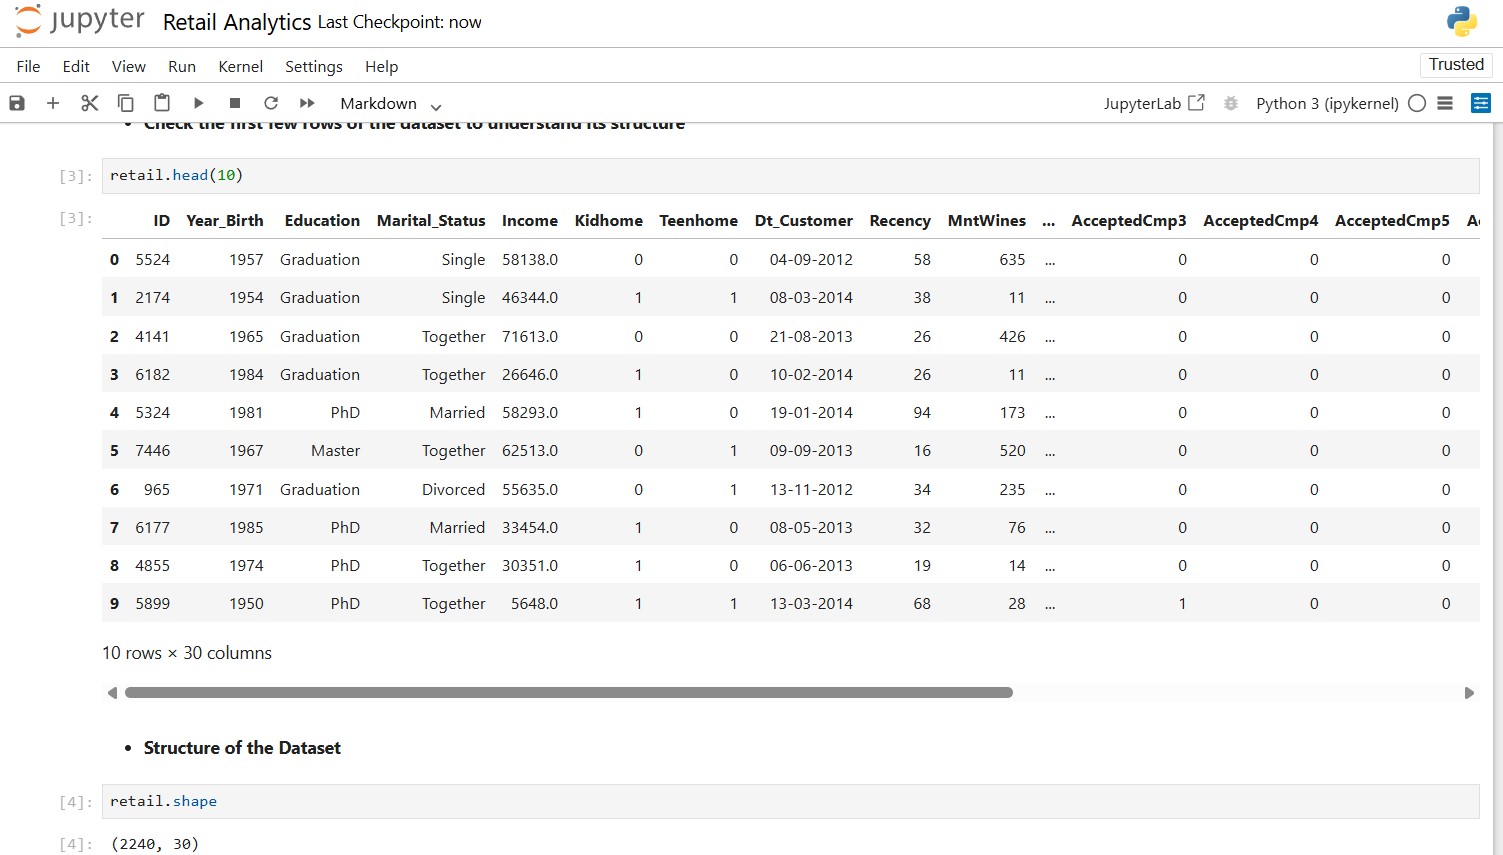 jupyter Retail Analytics Last Checkpoint: now
File Edit View Run Kernel Settings Help Trusted
Markdown JupyterLab Python 3 (ipykernel)
• Check the first few rows of the dataset to understand its structure
[3]: retail.head(10)
[3]: ID Year_Birth Education Marital_Status Income Kidhome Teenhome Dt_Customer Recency MntWines ... AcceptedCmp3 AcceptedCmp4 AcceptedCmp5
0 5524 1957 Graduation Single 58138.0 0 0 04-09-2012 58 635 ... 0 0 0
1 2174 1954 Graduation Single 46344.0 1 1 08-03-2014 38 11 ... 0 0 0
2 4141 1965 Graduation Together 71613.0 0 0 21-08-2013 26 426 ... 0 0 0
3 6182 1984 Graduation Together 26646.0 1 0 10-02-2014 26 11 ... 0 0 0
4 5324 1981 PhD Married 58293.0 1 0 19-01-2014 94 173 ... 0 0 0
5 7446 1967 Master Together 62513.0 0 1 09-09-2013 16 520 ... 0 0 0
6 965 1971 Graduation Divorced 55635.0 0 1 13-11-2012 34 235 ... 0 0 0
7 6177 1985 PhD Married 33454.0 1 0 08-05-2013 32 76 ... 0 0 0
8 4855 1974 PhD Together 30351.0 1 0 06-06-2013 19 14 ... 0 0 0
9 5899 1950 PhD Together 5648.0 1 1 13-03-2014 68 28 ... 1 0 0
10 rows × 30 columns
• Structure of the Dataset
[4]: retail.shape
[4]: (2240, 30)